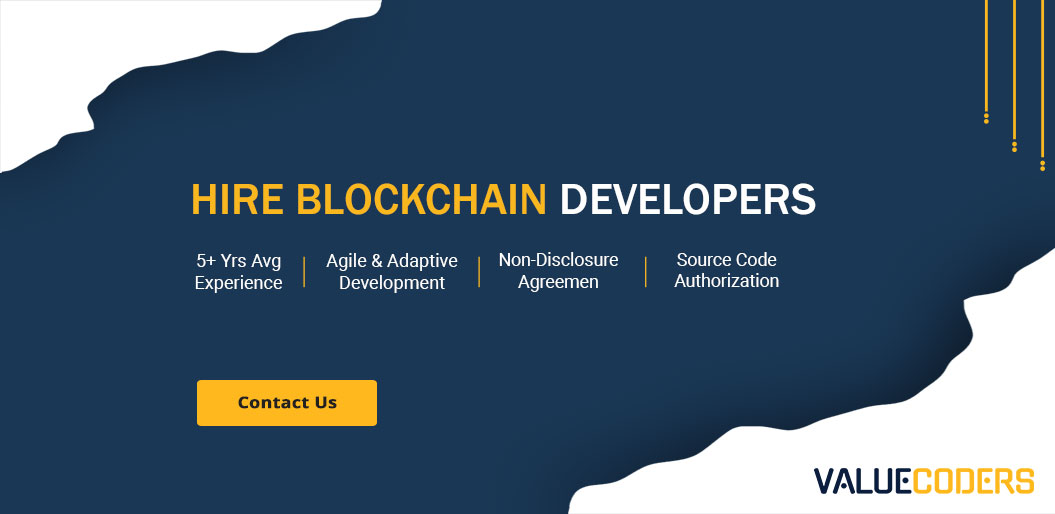 HIRE BLOCKCHAIN DEVELOPERS
5+ Yrs Avg
Experience
Agile & Adaptive
Development
Non-Disclosure
Agreemen
Source Code
Authorization
Contact Us
VALUECODERS